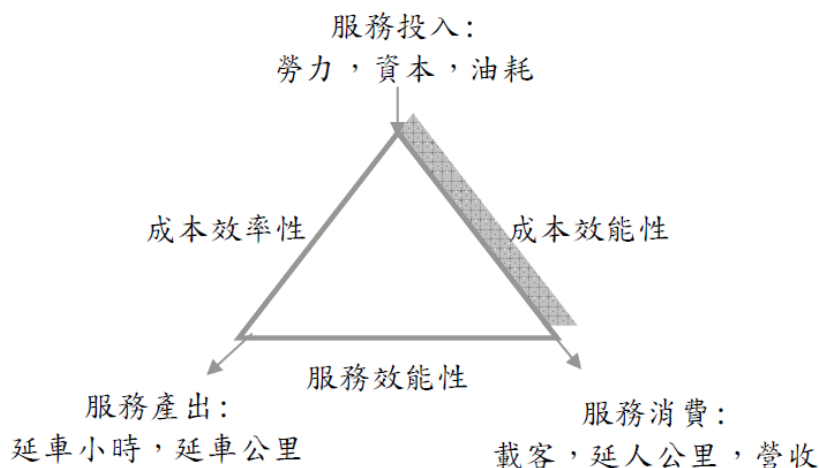 服務投入:
勞力，資本，油耗
成本效率性
成本效能性
服務效能性
服務產出:
延車小時，延車公里
服務消費:
載客，延人公里，營收